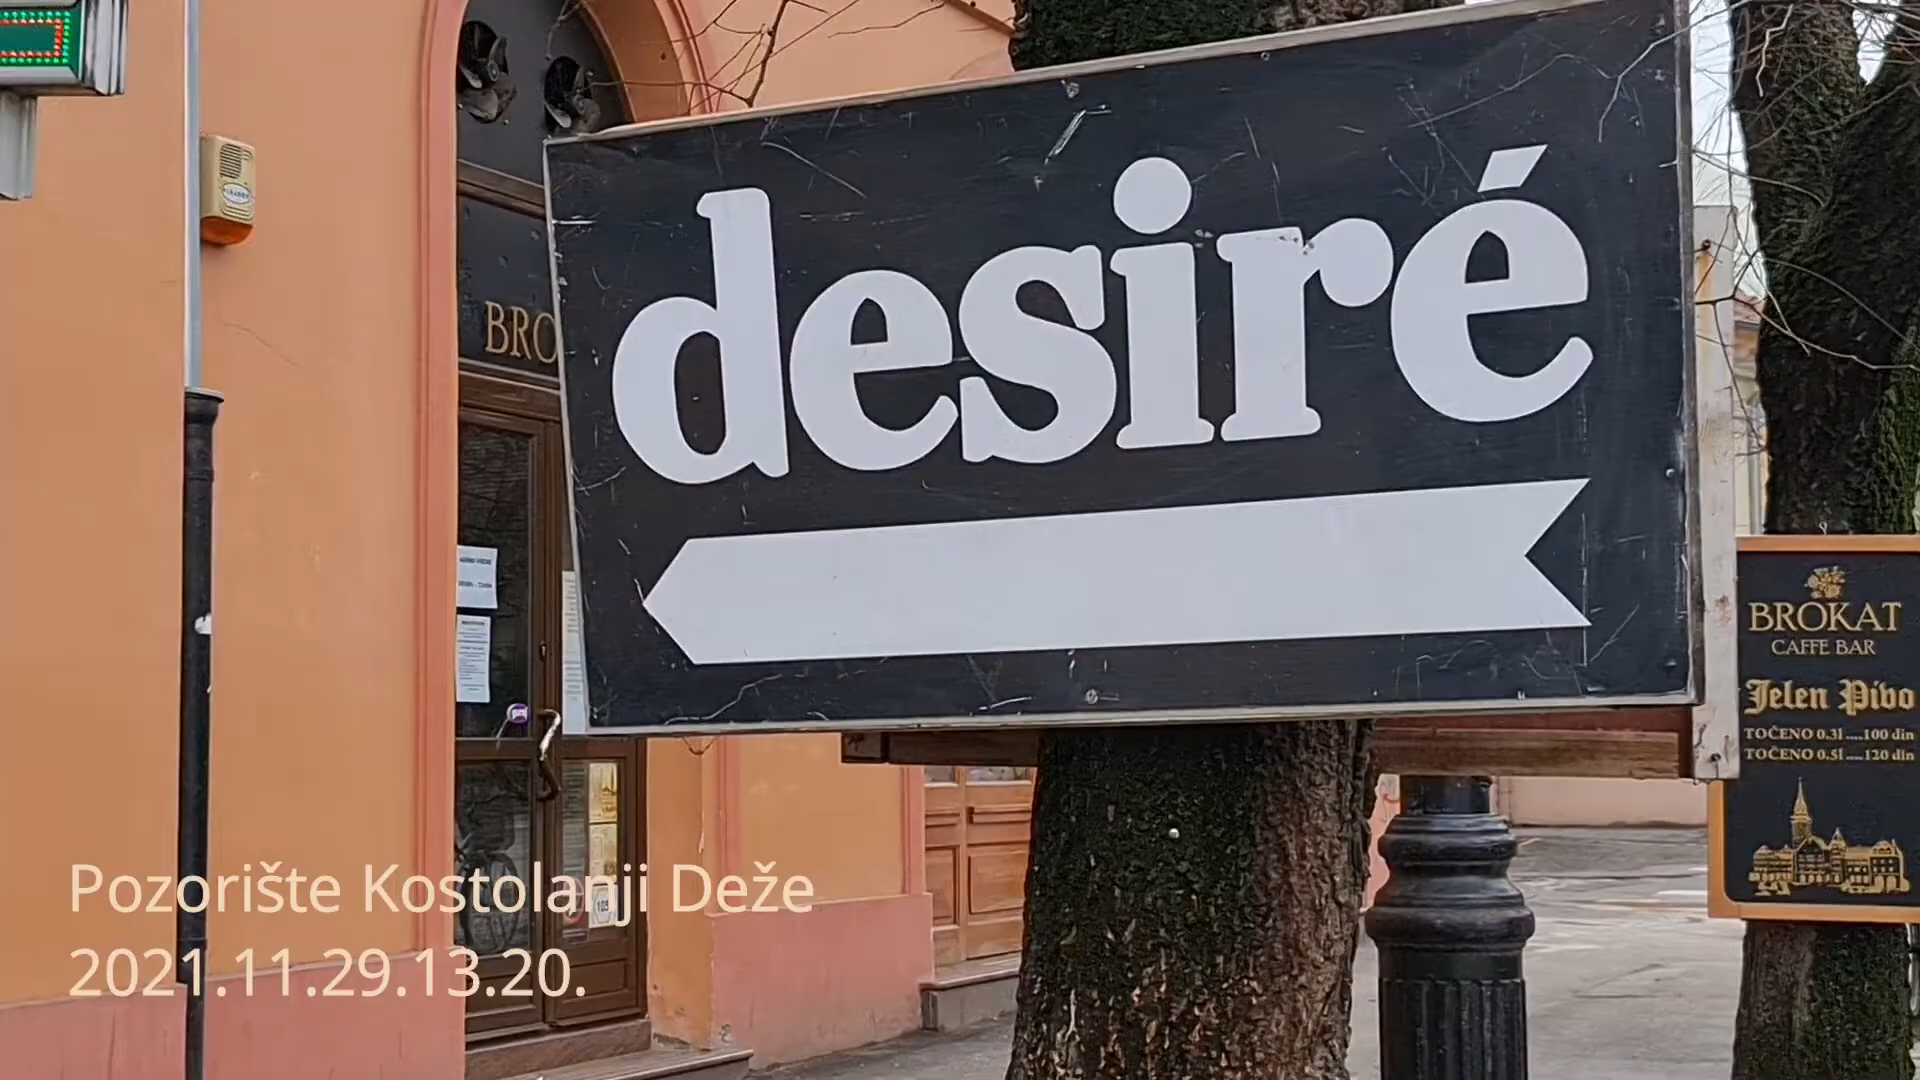 desiré
BRO
BROKAT
CAFFE BAR
Jelen Pivo
TOČENO 0.3l ....100 din
TOČENO 0.5l ....120 din
Pozorište Kostolanji Deže
2021.11.29.13.20.